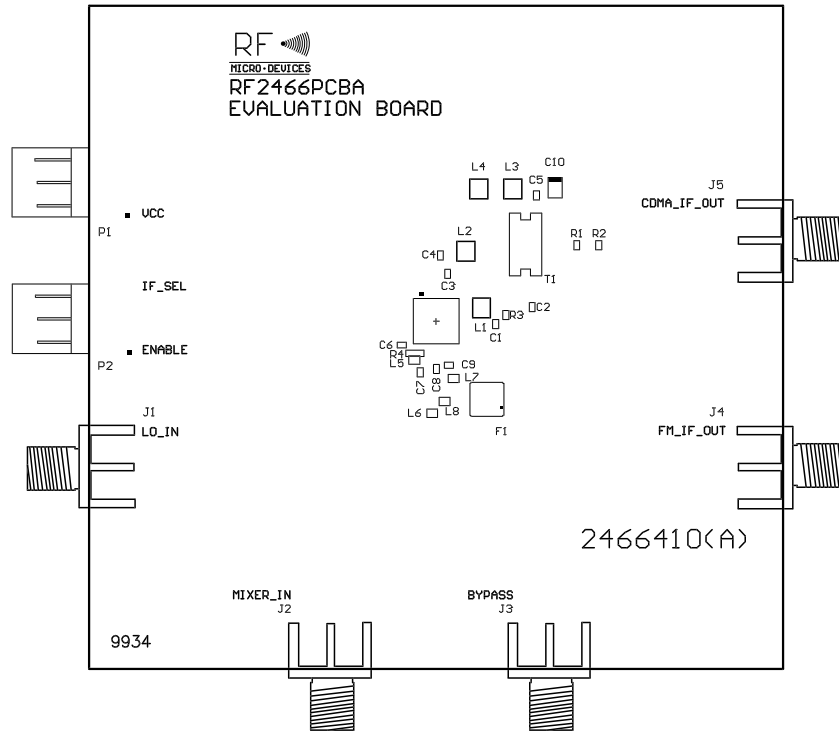 RF
MICRO·DEVICES
RF2466PCBA
EVALUATION BOARD
L4
L3
C10
C5
J5
CDMA_IF_OUT
VCC
P1
L2
R1
R2
C4
T1
C3
IF_SEL
C2
R3
L1
C1
ENABLE
P2
C6
R4
L5
C9
C7
C8
L7
J1
LO_IN
L6
L8
F1
J4
FM_IF_OUT
2466410(A)
MIXER_IN
J2
BYPASS
J3
9934